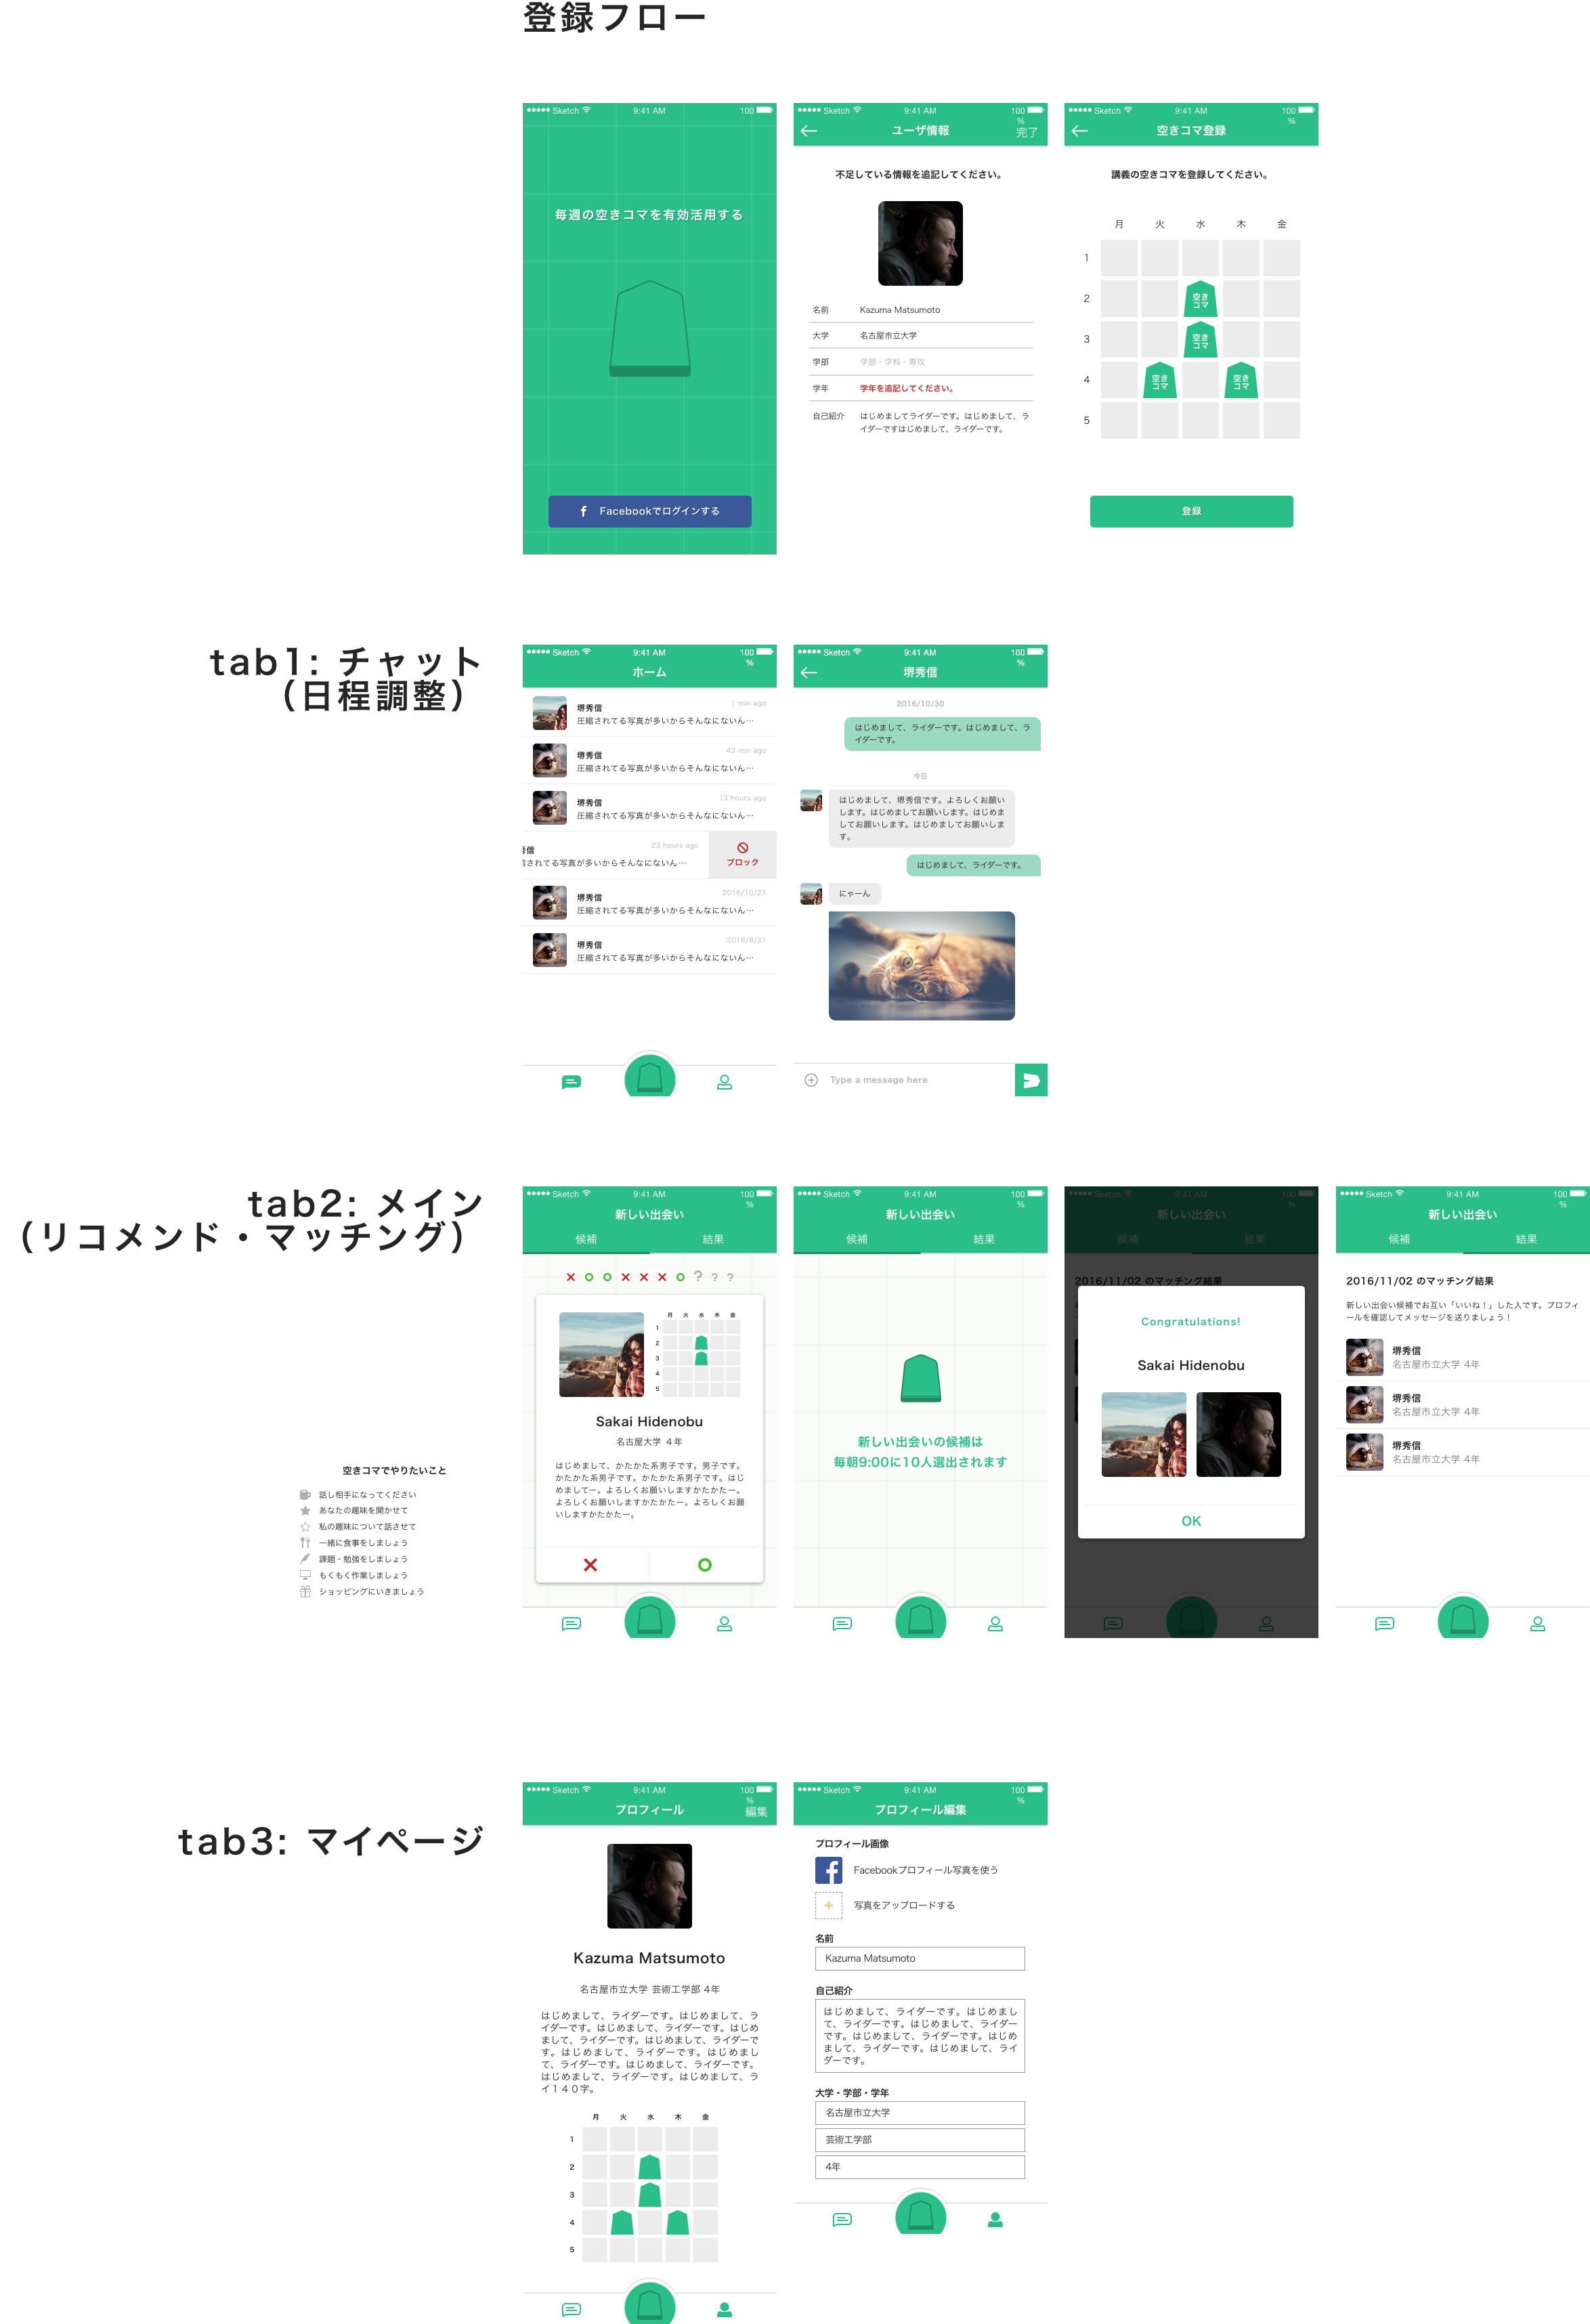 登録フロー
Sketch 9:41 AM 100
毎週の空きコマを有効活用する
Facebookでログインする
Sketch 9:41 AM 100 %
ユーザ情報 完了
不足している情報を追記してください。
名前 Kazuma Matsumoto
大学 名古屋市立大学
学部 学部・学科・専攻
学年 学年を追記してください。
自己紹介 はじめましてライダーです。はじめまして、ラ
イダーですはじめまして、ライダーです。
Sketch 9:41 AM 100 %
空きコマ登録
講義の空きコマを登録してください。
月 火 水 木 金
1
2 空き
コマ
3 空き
コマ
4 空き 空き
コマ コマ
5
登録
tab1: チャット
(日程調整)
Sketch 9:41 AM 100 %
ホーム
堺秀信 1 min ago
圧縮されてる写真が多いからそんなにないん…
堺秀信 43 min ago
圧縮されてる写真が多いからそんなにないん…
堺秀信 13 hours ago
圧縮されてる写真が多いからそんなにないん…
秀信 23 hours ago
されてる写真が多いからそんなにないん…
ブロック
堺秀信 2016/10/21
圧縮されてる写真が多いからそんなにないん…
堺秀信 2016/8/31
圧縮されてる写真が多いからそんなにないん…
Sketch 9:41 AM 100 %
堺秀信
2016/10/30
はじめまして、ライダーです。はじめまして、ラ
イダーです。
今日
はじめまして、堺秀信です。よろしくお願い
します。はじめましてお願いします。はじめま
してお願いします。はじめましてお願いしま
す。
はじめまして、ライダーです。
にゃーん
Type a message here
tab2: メイン
(リコメンド・マッチング)
空きコマでやりたいこと
話し相手になってください
あなたの趣味を聞かせて
私の趣味について話させて
一緒に食事をしましょう
課題・勉強をしましょう
もくもく作業しましょう
ショッピングにいきましょう
Sketch 9:41 AM 100 %
新しい出会い
候補 結果
? ? ?
月 火 水 木 金
1
2
3
4
5
Sakai Hidenobu
名古屋大学 4年
はじめまして、かたかた系男子です。男子です。
かたかた系男子です。かたかた系男子です。はじ
めましてー。よろしくお願いしますかたかたー。
よろしくお願いしますかたかたー。よろしくお願
いしますかたかたー。
Sketch 9:41 AM 100 %
新しい出会い
候補 結果
新しい出会いの候補は
毎朝9:00に10人選出されます
Sketch 9:41 AM 100
新しい出会い
候補 結果
2016/11/02 のマッチング結果
Congratulations!
Sakai Hidenobu
OK
Sketch 9:41 AM 100 %
新しい出会い
候補 結果
2016/11/02 のマッチング結果
新しい出会い候補でお互い「いいね！」した人です。プロフィ
ールを確認してメッセージを送りましょう！
堺秀信
名古屋市立大学 4年
堺秀信
名古屋市立大学 4年
堺秀信
名古屋市立大学 4年
tab3: マイページ
Sketch 9:41 AM 100 %
プロフィール 編集
Kazuma Matsumoto
名古屋市立大学 芸術工学部 4年
はじめまして、ライダーです。はじめまして、ラ
イダーです。はじめまして、ライダーです。はじめ
まして、ライダーです。はじめまして、ライダーで
す。はじめまして、ライダーです。はじめまし
て、ライダーです。はじめまして、ライダーです。
はじめまして、ライダーです。はじめまして、ラ
イ１４０字。
月 火 水 木 金
1
2
3
4
5
Sketch 9:41 AM 100 %
プロフィール編集
プロフィール画像
Facebookプロフィール写真を使う
写真をアップロードする
名前
Kazuma Matsumoto
自己紹介
はじめまして、ライダーです。はじめまし
て、ライダーです。はじめまして、ライダー
です。はじめまして、ライダーです。はじめ
まして、ライダーです。はじめまして、ライ
ダーです。
大学・学部・学年
名古屋市立大学
芸術工学部
4年